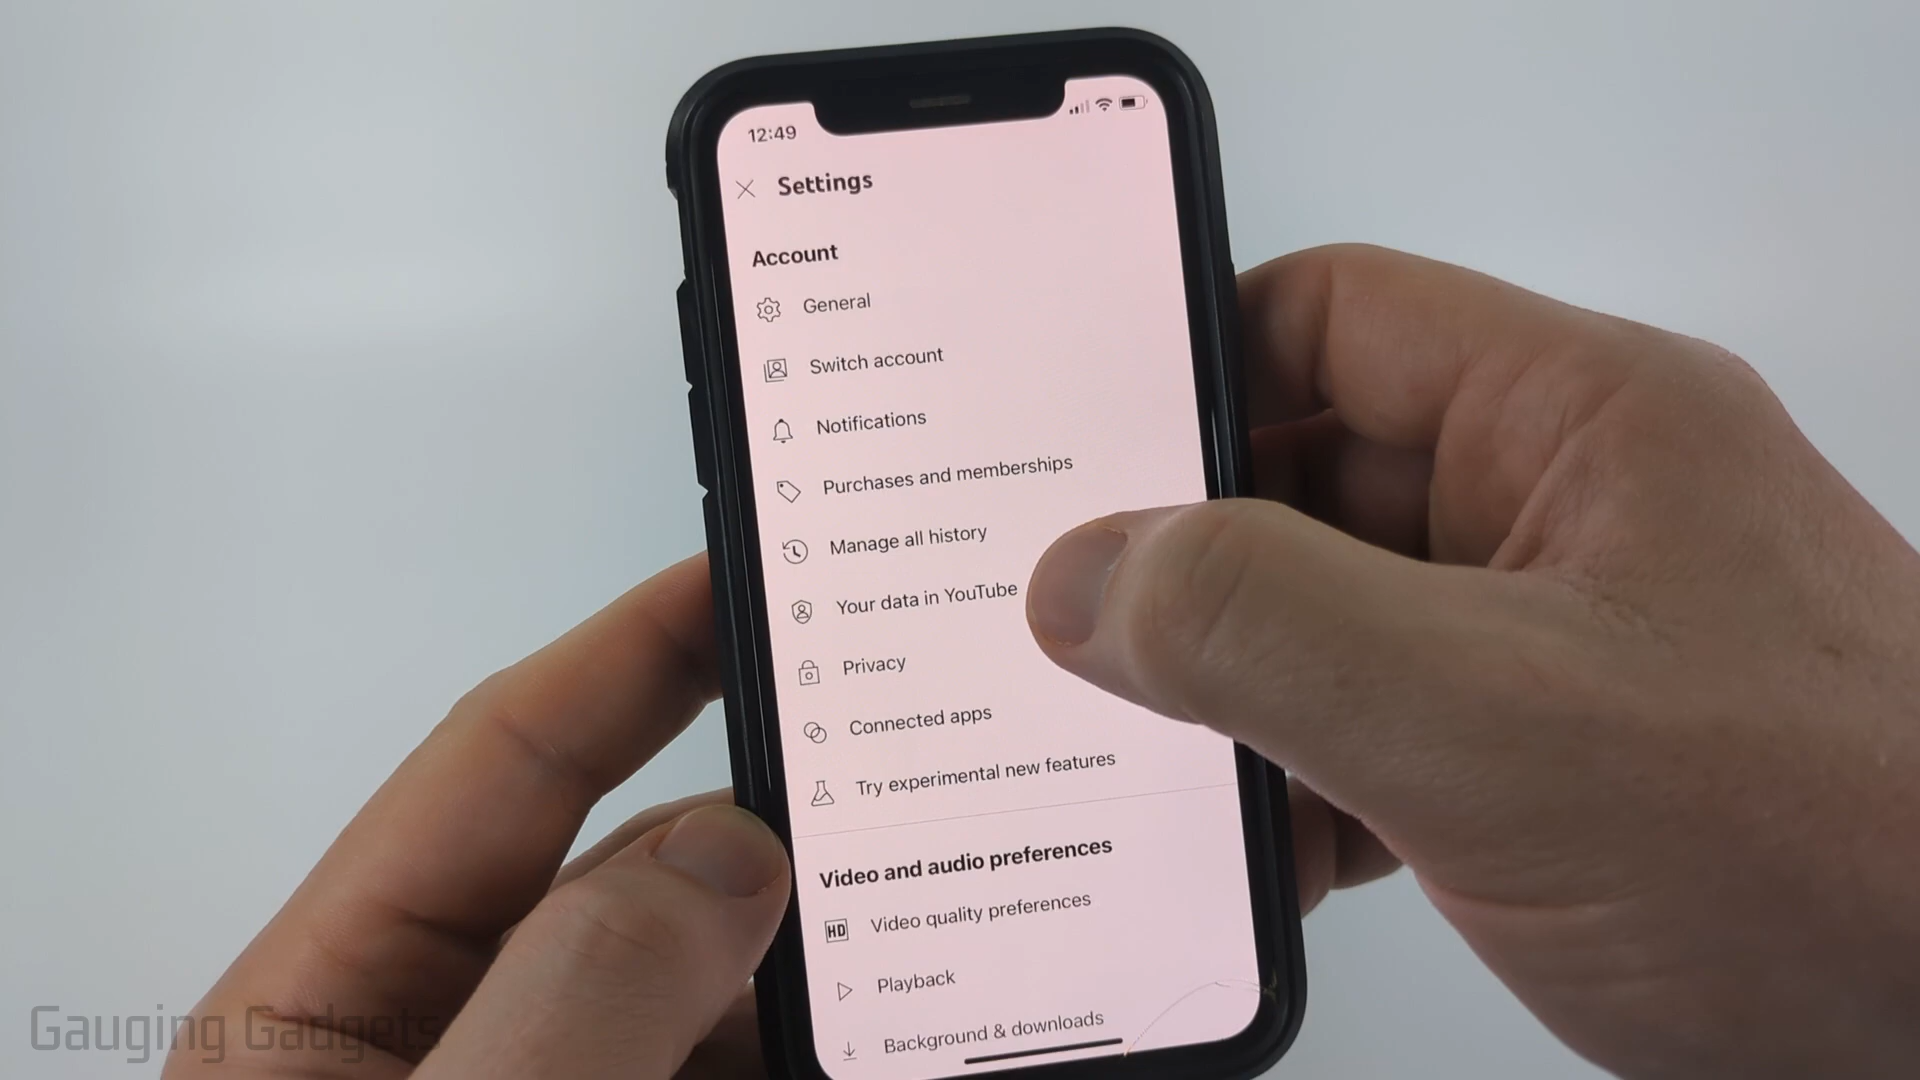 12:49
Settings
Account
General
Switch account
Notifications
Purchases and memberships
Manage all history
Your data in YouTube
Privacy
Connected apps
Try experimental new features
Video and audio preferences
HD Video quality preferences
Playback
Background & downloads
Gauging Gadgets